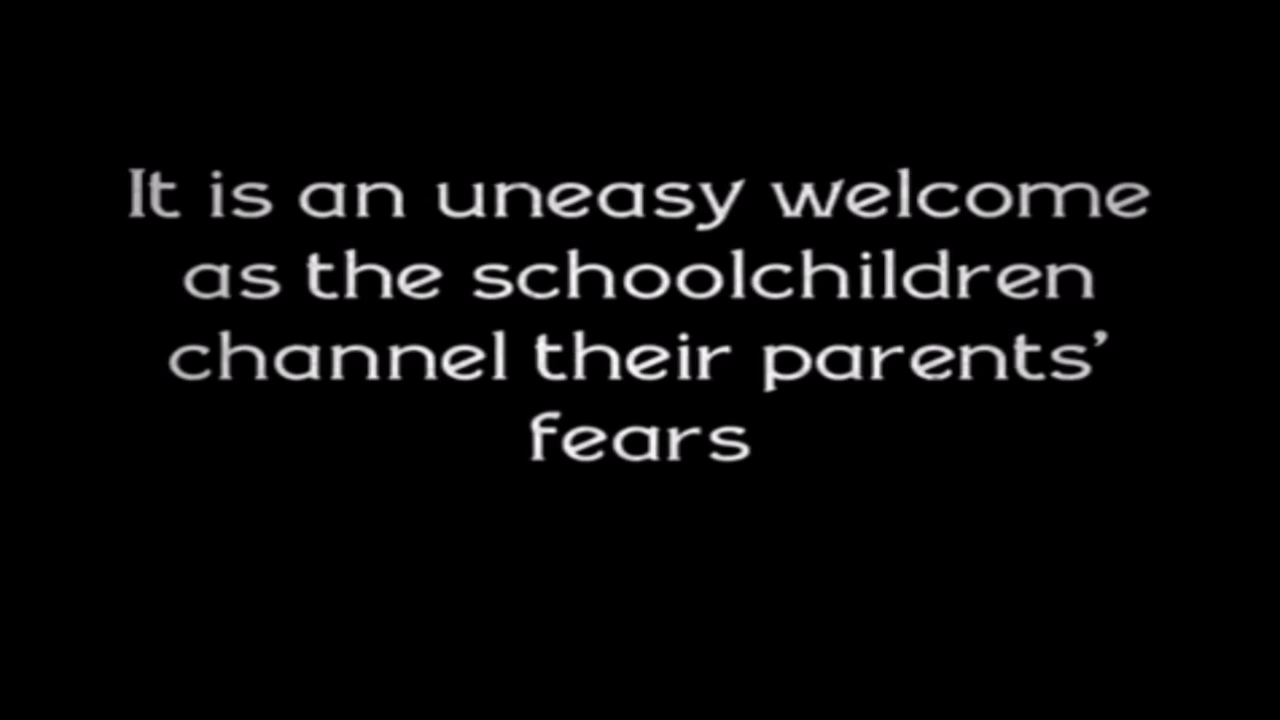 It is an uneasy welcome
as the schoolchildren
channel their parents’
fears